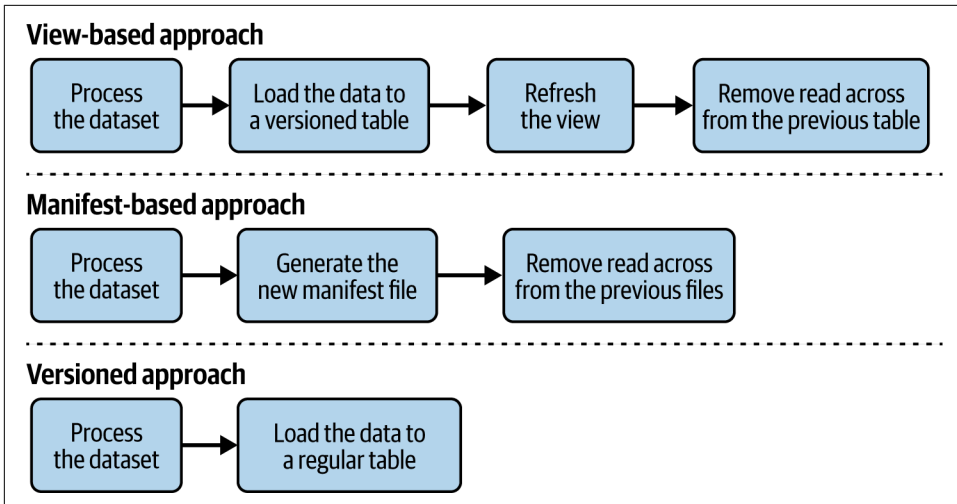 View-based approach
Process
the dataset
Load the data to
a versioned table
Refresh
the view
Remove read across
from the previous table
Manifest-based approach
Process
the dataset
Generate the
new manifest file
Remove read across
from the previous files
Versioned approach
Process
the dataset
Load the data to
a regular table